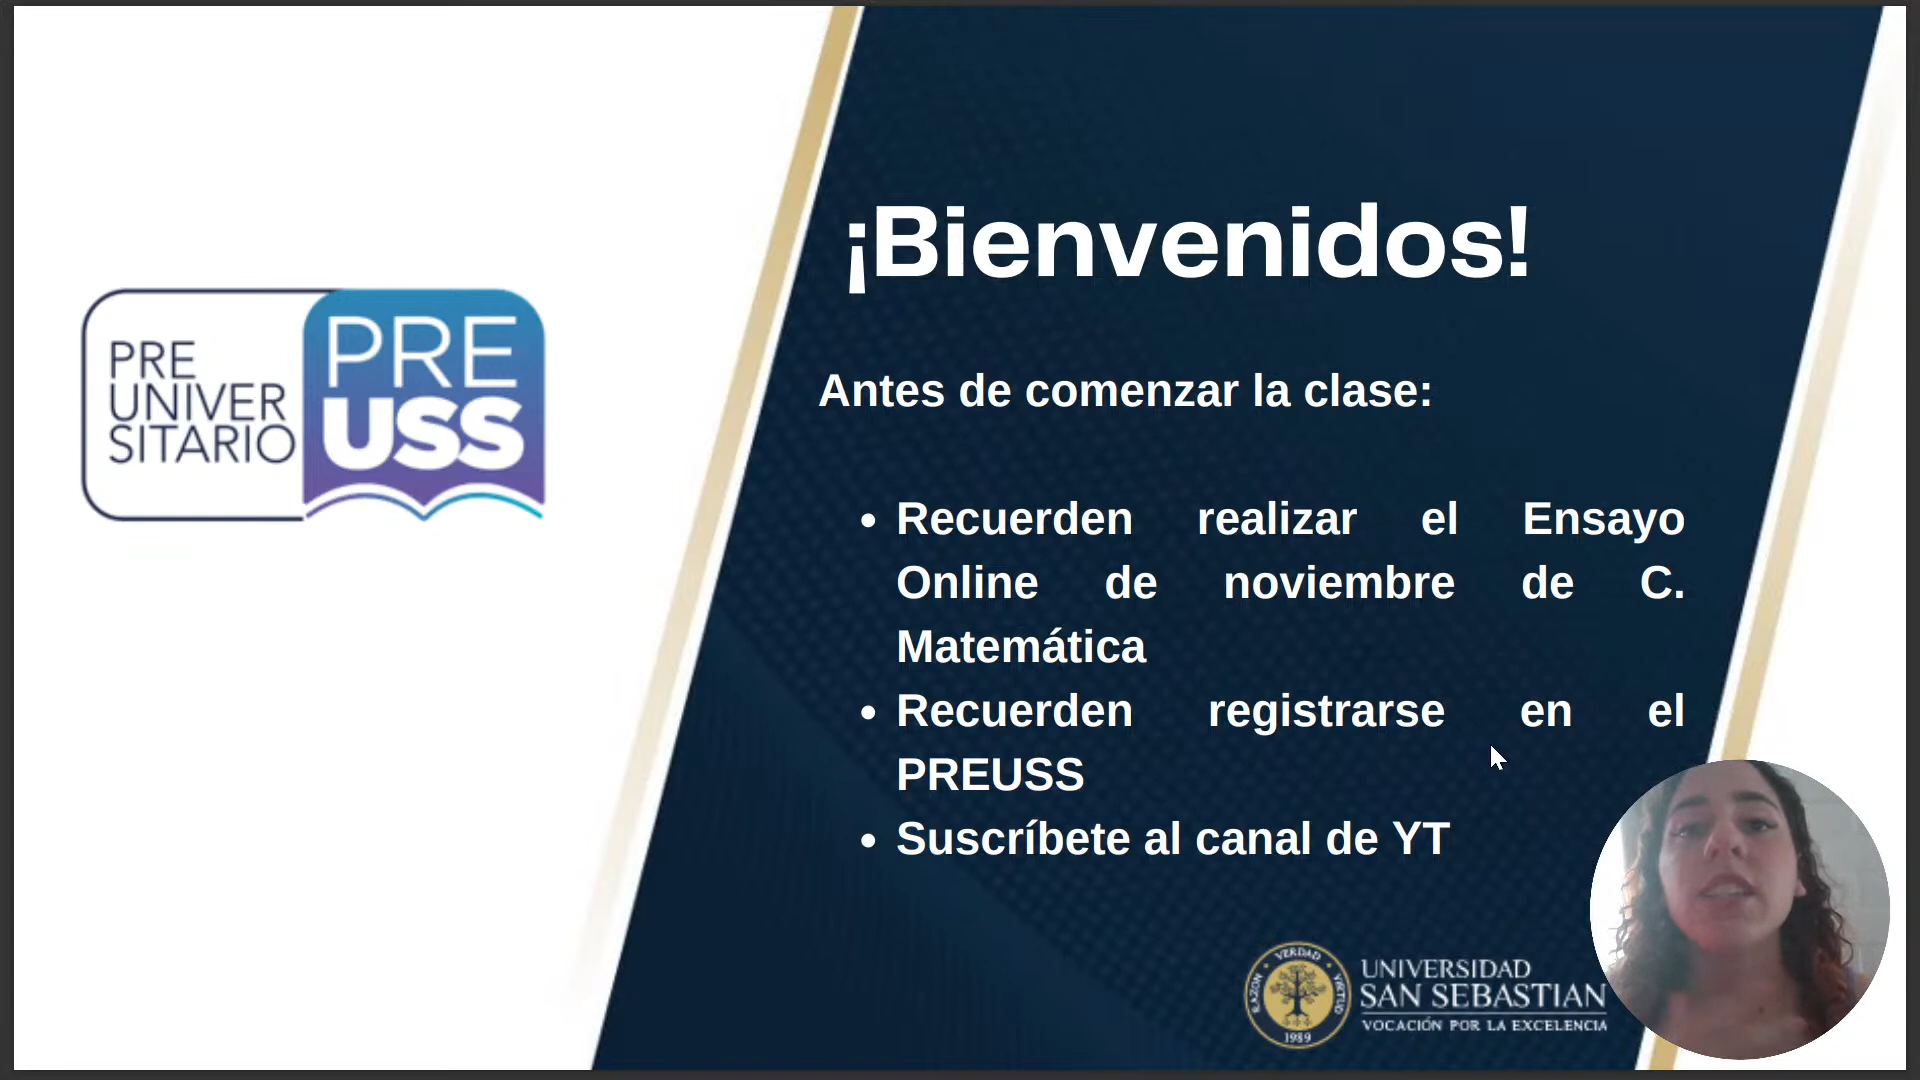 PRE
UNIVER
SITARIO
PRE
USS
¡Bienvenidos!
Antes de comenzar la clase:
• Recuerden realizar el Ensayo
Online de noviembre de C.
Matemática
• Recuerden registrarse en el
PREUSS
• Suscríbete al canal de YT
RAZÓN VERDAD VIRTUD
1989
UNIVERSIDAD
SAN SEBASTIAN
VOCACIÓN POR LA EXCELENCIA